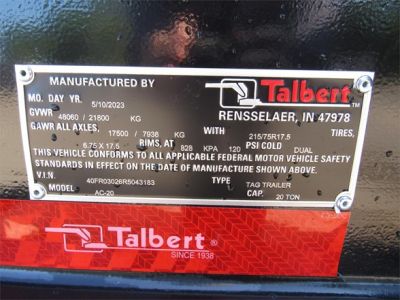 MANUFACTURED BY Talbert™
MO. DAY YR. 5/10/2023 RENSSELAER, IN 47978
GVWR 48060 / 21800 KG
GAWR ALL AXLES, 17500 / 7938 KG WITH 215/75R17.5 TIRES,
6.75 X 17.5 RIMS, AT 828 KPA 120 PSI COLD DUAL
THIS VEHICLE CONFORMS TO ALL APPLICABLE FEDERAL MOTOR VEHICLE SAFETY
STANDARDS IN EFFECT ON THE DATE OF MANUFACTURE SHOWN ABOVE.
V.I.N. 40FR03026R5043183 TYPE TAG TRAILER
MODEL AC-20 CAP. 20 TON
Talbert®
SINCE 1938